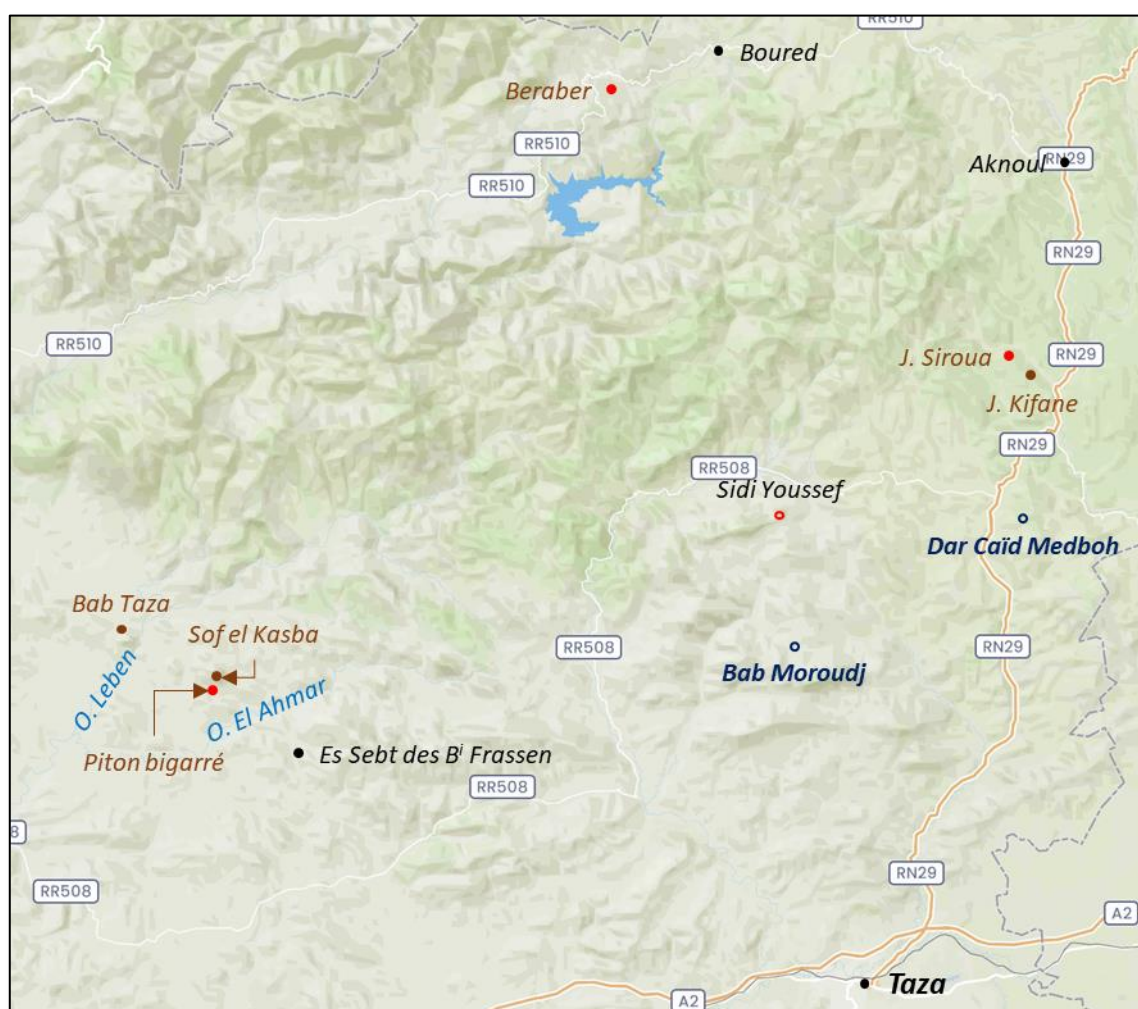 RR510
Boured
Beraber
RR510
RN29
Aknoul
RR510
RN29
RR510
J. Siroua
RN29
J. Kifane
RN29
RR508
Sidi Youssef
Dar Caïd Medboh
Bab Taza
Sof el Kasba
RR508
RN29
Bab Moroudj
O. Leben
O. El Ahmar
Piton bigarré
Es Sebt des Bⁱ Frassen
RR508
8
RR508
RN29
A2
Taza
A2